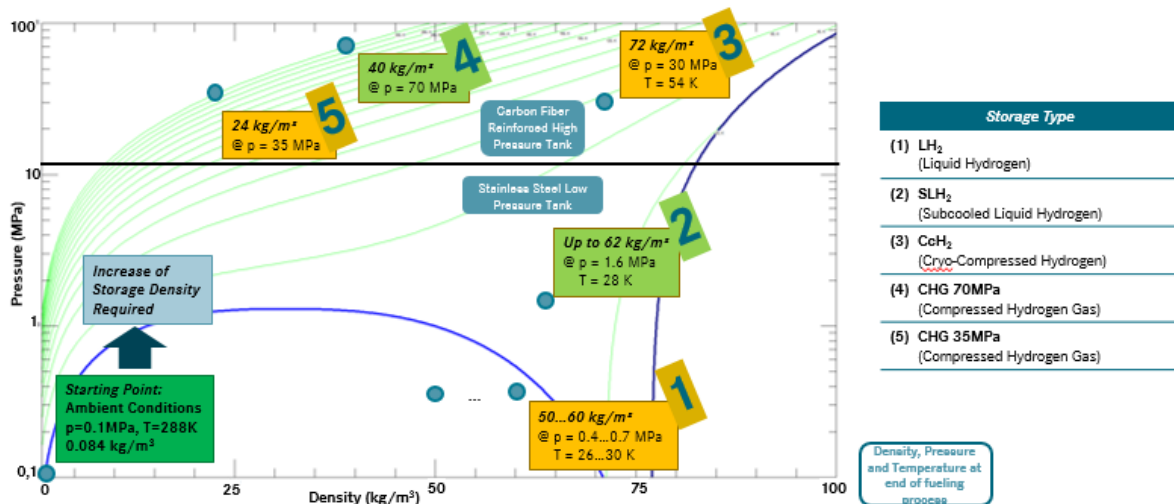 100
10
1
0,1
Pressure (MPa)
0
25
50
75
100
Density (kg/m³)
5
24 kg/m³
@ p = 35 MPa
4
40 kg/m³
@ p = 70 MPa
3
72 kg/m³
@ p = 30 MPa
T = 54 K
Carbon Fiber
Reinforced High
Pressure Tank
Stainless Steel Low
Pressure Tank
2
Up to 62 kg/m³
@ p = 1.6 MPa
T = 28 K
Increase of
Storage Density
Required
Starting Point:
Ambient Conditions
p=0.1MPa, T=288K
0.084 kg/m³
---
1
50...60 kg/m³
@ p = 0.4...0.7 MPa
T = 26...30 K
Storage Type
(1) LH₂
(Liquid Hydrogen)
(2) SLH₂
(Subcooled Liquid Hydrogen)
(3) CcH₂
(Cryo-Compressed Hydrogen)
(4) CHG 70MPa
(Compressed Hydrogen Gas)
(5) CHG 35MPa
(Compressed Hydrogen Gas)
Density, Pressure
and Temperature at
end of fueling
process